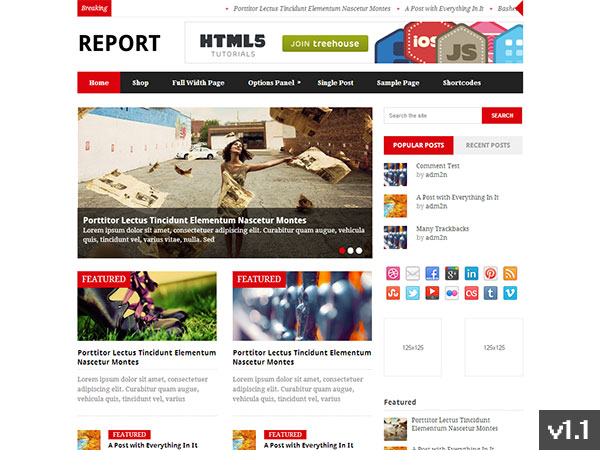 Breaking
Porttitor Lectus Tincidunt Elementum Nascetur Montes
A Post with Everything In It
Bashe
REPORT
HTML5
TUTORIALS
JOIN treehouse
iOS
JS
Home
Shop
Full Width Page
Options Panel
Single Post
Sample Page
Shortcodes
Porttitor Lectus Tincidunt Elementum Nascetur Montes
Lorem ipsum dolor sit amet, consectetuer adipiscing elit. Curabitur quam augue, vehicula
quis, tincidunt vel, varius vitae, nulla. Sed
Search the site
SEARCH
POPULAR POSTS
RECENT POSTS
Comment Test
by adm2n
A Post with Everything In It
by adm2n
Many Trackbacks
by adm2n
FEATURED
Porttitor Lectus Tincidunt Elementum
Nascetur Montes
Lorem ipsum dolor sit amet, consectetuer
adipiscing elit. Curabitur quam augue,
vehicula quis, tincidunt vel, varius
FEATURED
Porttitor Lectus Tincidunt Elementum
Nascetur Montes
Lorem ipsum dolor sit amet, consectetuer
adipiscing elit. Curabitur quam augue,
vehicula quis, tincidunt vel, varius
125x125
125x125
Featured
Porttitor Lectus Tincidunt
Elementum Nascetur Montes
A Post with Everything In It
FEATURED
A Post with Everything In It
FEATURED
A Post with Everything In It
v1.1